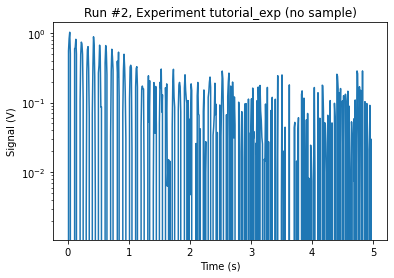 Run #2, Experiment tutorial_exp (no sample)
Signal (V)
10⁰
10⁻¹
10⁻²
0 1 2 3 4 5
Time (s)